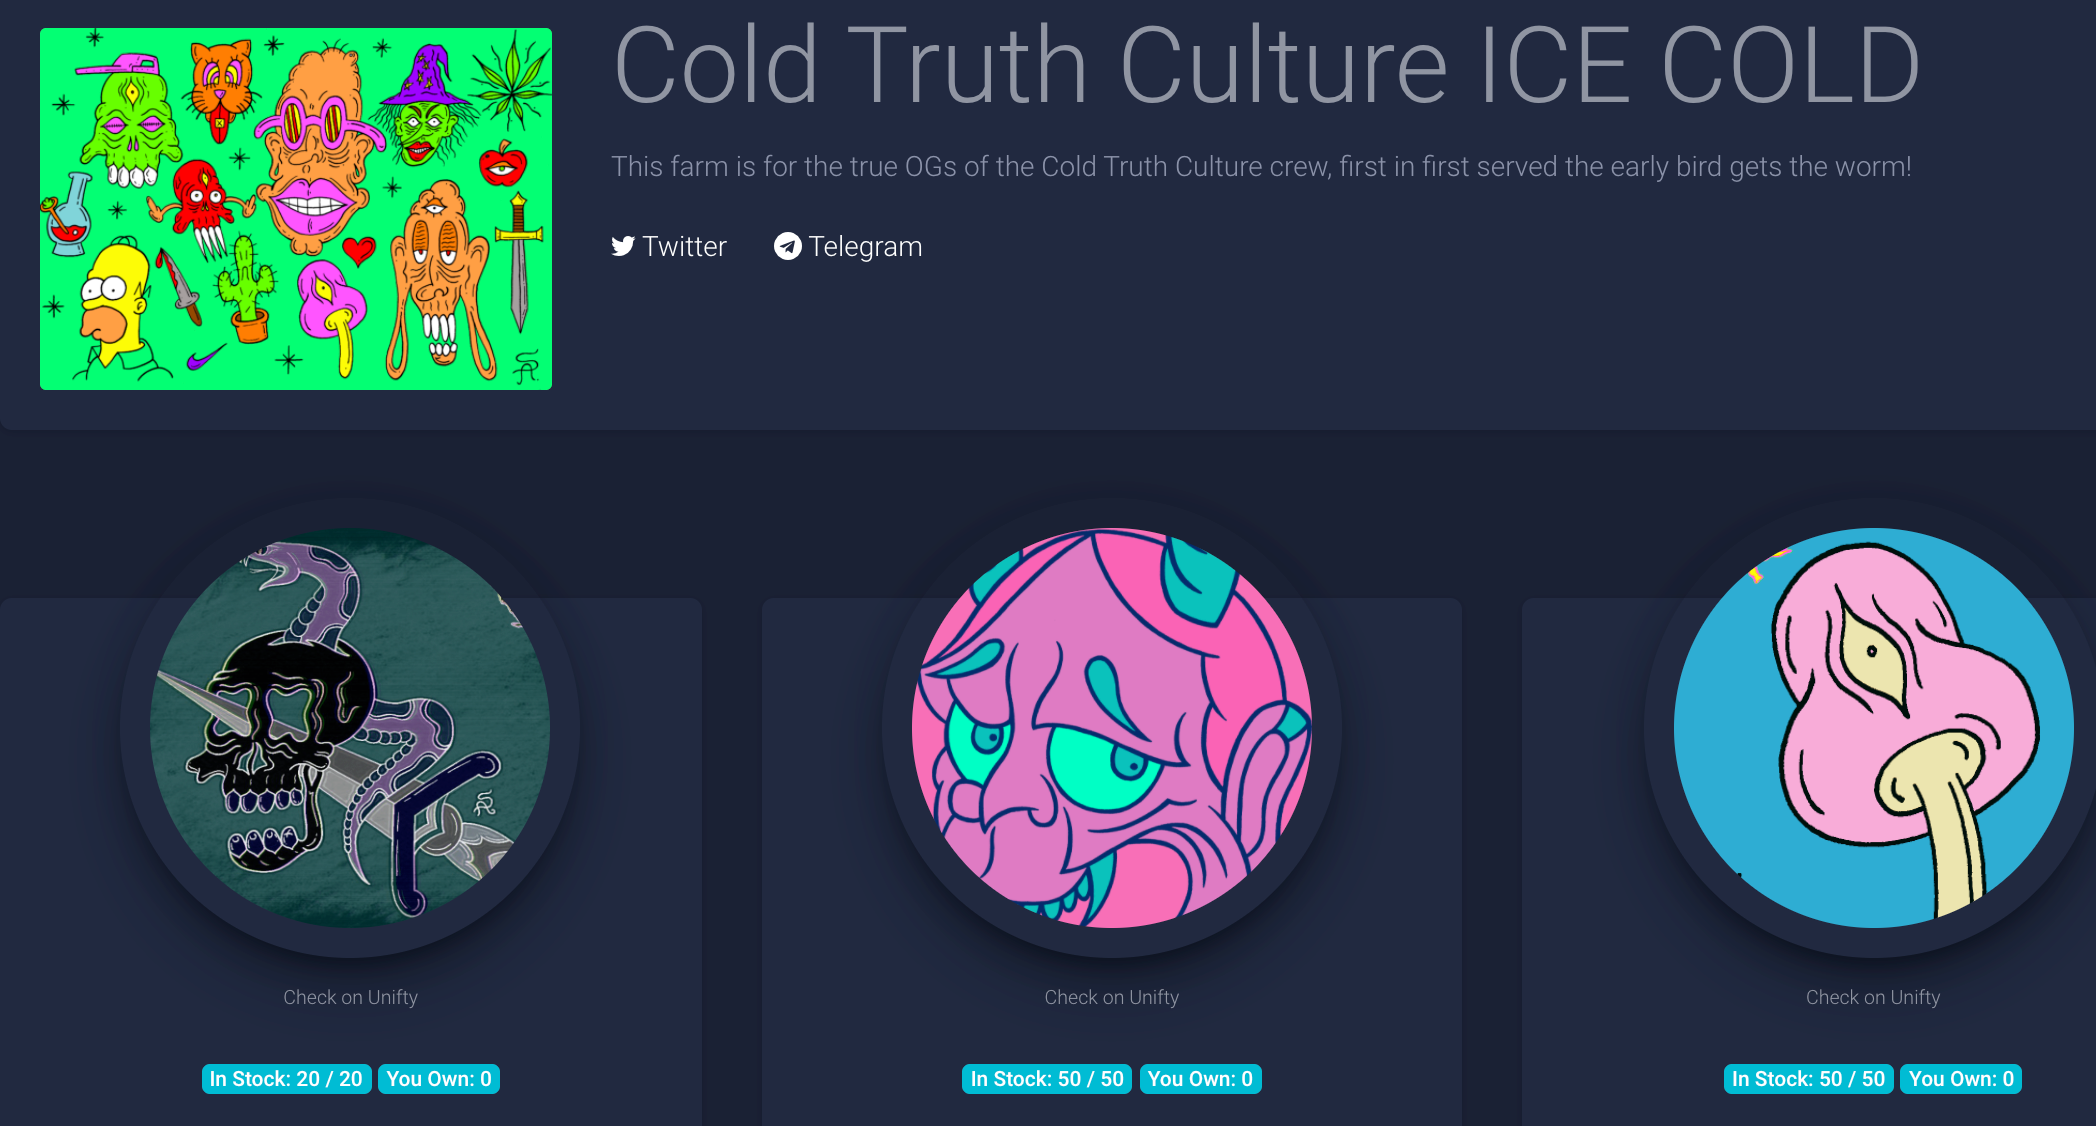 Cold Truth Culture ICE COLD
This farm is for the true OGs of the Cold Truth Culture crew, first in first served the early bird gets the worm!
Twitter Telegram
Check on Unifty Check on Unifty Check on Unifty
In Stock: 20 / 20 You Own: 0 In Stock: 50 / 50 You Own: 0 In Stock: 50 / 50 You Own: 0